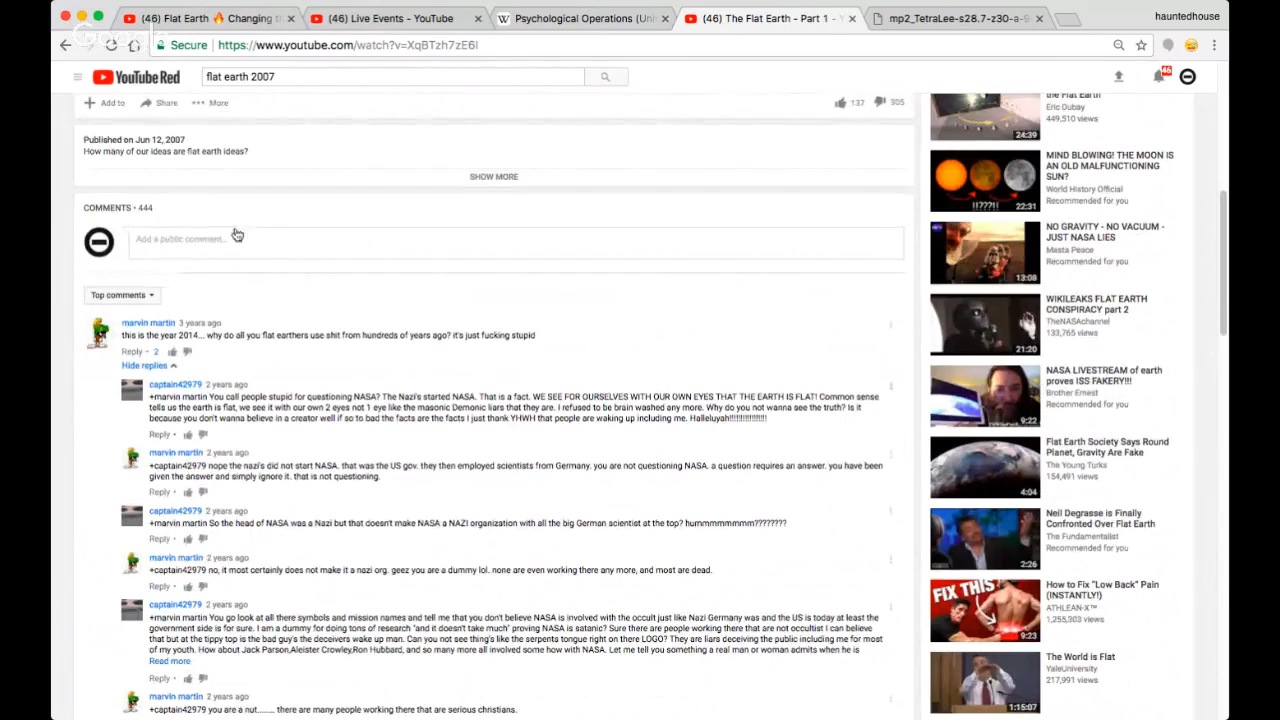 (46) Flat Earth 🔥 Changing t
(46) Live Events - YouTube
Psychological Operations (Un
(46) The Flat Earth - Part 1 - Y
mp2_TetraLee-s28.7-z30-a-9
hauntedhouse
Google
Secure
https://www.youtube.com/watch?v=XqBTzh7zE6I
YouTube Red
flat earth 2007
46
Add to
Share
More
137
305
Published on Jun 12, 2007
How many of our ideas are flat earth ideas?
SHOW MORE
COMMENTS • 444
Add a public comment...
Top comments
marvin martin 3 years ago
this is the year 2014... why do all you flat earthers use shit from hundreds of years ago? it's just fucking stupid
Reply • 2
Hide replies
captain42979 2 years ago
+marvin martin You call people stupid for questioning NASA? The Nazi's started NASA. That is a fact. WE SEE FOR OURSELVES WITH OUR OWN EYES THAT THE EARTH IS FLAT! Common sense
tells us the earth is flat, we see it with our own 2 eyes not 1 eye like the masonic Demonic liars that they are. I refused to be brain washed any more. Why do you not wanna see the truth? Is it
because you don't wanna believe in a creator well if so to bad the facts are the facts I just thank YHWH that people are waking up including me. Halleluyah!!!!!!!!!!!!!!!!!
Reply •
marvin martin 2 years ago
+captain42979 nope the nazi's did not start NASA. that was the US gov. they then employed scientists from Germany. you are not questioning NASA. a question requires an answer. you have been
given the answer and simply ignore it. that is not questioning.
Reply •
captain42979 2 years ago
+marvin martin So the head of NASA was a Nazi but that doesn't make NASA a NAZI organization with all the big German scientist at the top? hummmmmmmm????????
Reply •
marvin martin 2 years ago
+captain42979 no, it most certainly does not make it a nazi org. geez you are a dummy lol. none are even working there any more, and most are dead.
Reply •
captain42979 2 years ago
+marvin martin You go look at all there symbols and mission names and tell me that you don't believe NASA is involved with the occult just like Nazi Germany was and the US is today at least the
government side is for sure. I am a dummy for doing tons of research "and it doesn't take much" proving NASA is satanic? Sure there are people working there that are not occultist I can believe
that but at the tippy top is the bad guy's the deceivers wake up man. Can you not see thing's like the serpents tongue right on there LOGO? They are liars deceiving the public including me for most
of my youth. How about Jack Parson,Aleister Crowley,Ron Hubbard, and so many more all involved some how with NASA. Let me tell you something a real man or woman admits when he is
Read more
Reply •
marvin martin 2 years ago
+captain42979 you are a nut........ there are many people working there that are serious christians.
the Flat Earth
Eric Dubay
449,510 views
24:39
MIND BLOWING! THE MOON IS
AN OLD MALFUNCTIONING
SUN?
World History Official
Recommended for you
!!???!!
22:31
NO GRAVITY - NO VACUUM -
JUST NASA LIES
Masta Peace
Recommended for you
13:08
WIKILEAKS FLAT EARTH
CONSPIRACY part 2
TheNASAchannel
133,765 views
21:20
NASA LIVESTREAM of earth
proves ISS FAKERY!!!
Brother Ernest
Recommended for you
9:22
Flat Earth Society Says Round
Planet, Gravity Are Fake
The Young Turks
154,491 views
4:04
Neil Degrasse is Finally
Confronted Over Flat Earth
The Fundamentalist
Recommended for you
2:26
How to Fix "Low Back" Pain
(INSTANTLY!)
ATHLEAN-X™
1,255,303 views
FIX THIS
9:23
The World is Flat
YaleUniversity
217,991 views
1:15:07